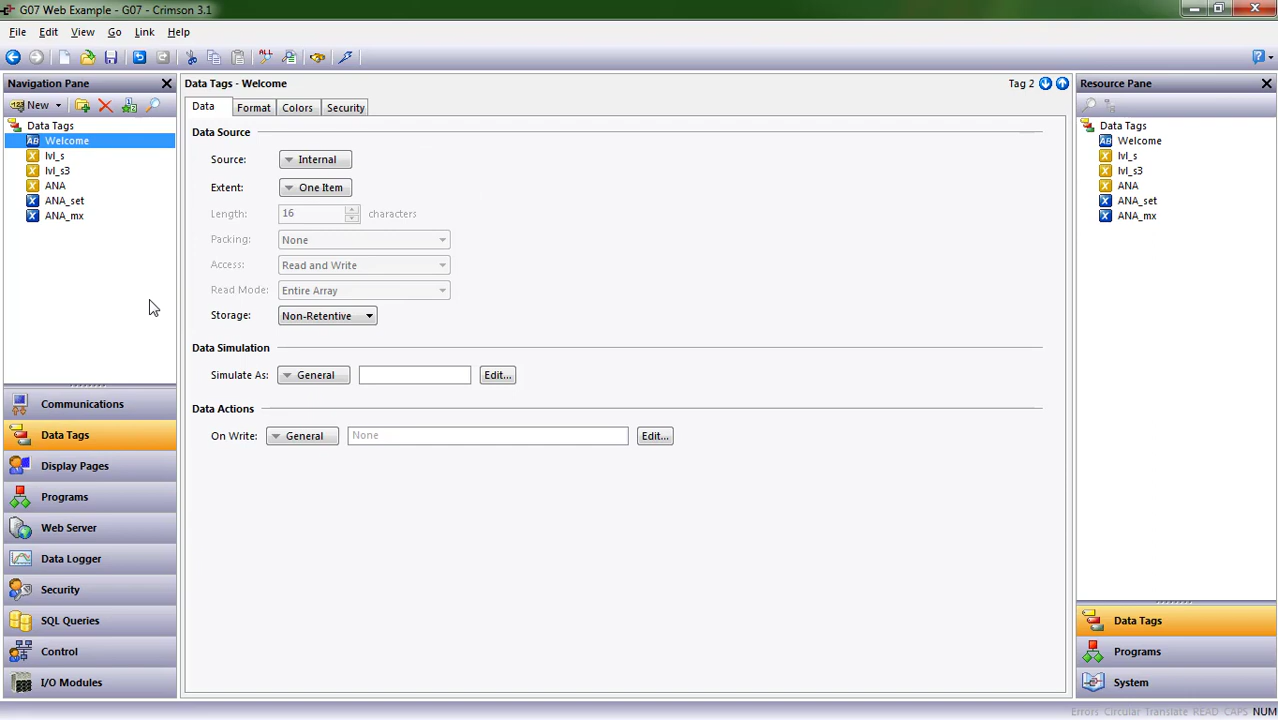 G07 Web Example - G07 - Crimson 3.1
File Edit View Go Link Help
ALL
?
Navigation Pane
New
Data Tags
AB Welcome
lvl_s
lvl_s3
ANA
ANA_set
ANA_mx
Communications
Data Tags
Display Pages
Programs
Web Server
Data Logger
Security
SQL Queries
Control
I/O Modules
Data Tags - Welcome
Tag 2
Data Format Colors Security
Data Source
Source: Internal
Extent: One Item
Length: 16 characters
Packing: None
Access: Read and Write
Read Mode: Entire Array
Storage: Non-Retentive
Data Simulation
Simulate As: General Edit...
Data Actions
On Write: General None Edit...
Resource Pane
Data Tags
AB Welcome
lvl_s
lvl_s3
ANA
ANA_set
ANA_mx
Data Tags
Programs
System
Errors Circular Translate READ CAPS NUM